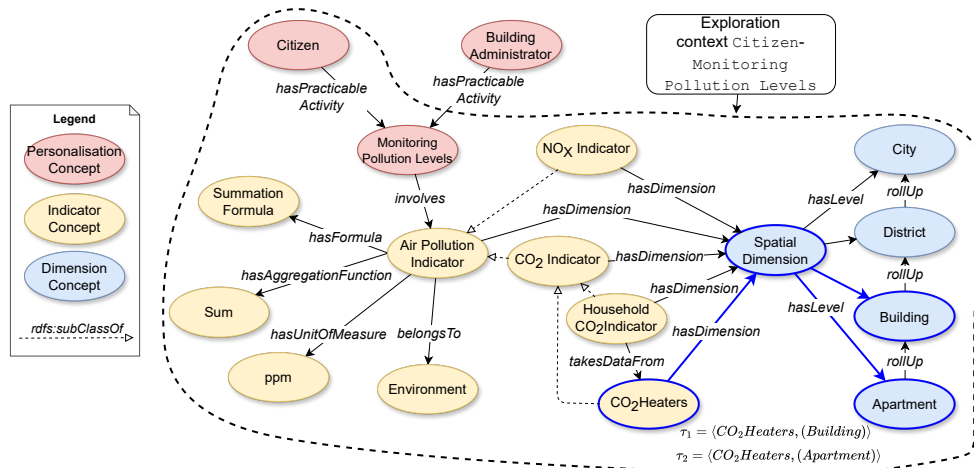 Citizen
Building
Administrator
Exploration
context Citizen-
Monitoring
Pollution Levels
hasPracticable
Activity
hasPracticable
Activity
Legend
Personalisation
Concept
Indicator
Concept
Dimension
Concept
rdfs:subClassOf
Monitoring
Pollution Levels
NOX Indicator
City
involves
hasDimension
hasLevel
rollUp
Summation
Formula
hasFormula
hasDimension
District
Air Pollution
Indicator
CO2 Indicator
hasDimension
Spatial
Dimension
rollUp
hasAggregationFunction
Sum
Household
CO2Indicator
hasDimension
hasLevel
Building
hasUnitOfMeasure
belongsTo
hasDimension
takesDataFrom
rollUp
ppm
Environment
CO2Heaters
Apartment
τ1 = ⟨CO2Heaters, (Building)⟩
τ2 = ⟨CO2Heaters, (Apartment)⟩